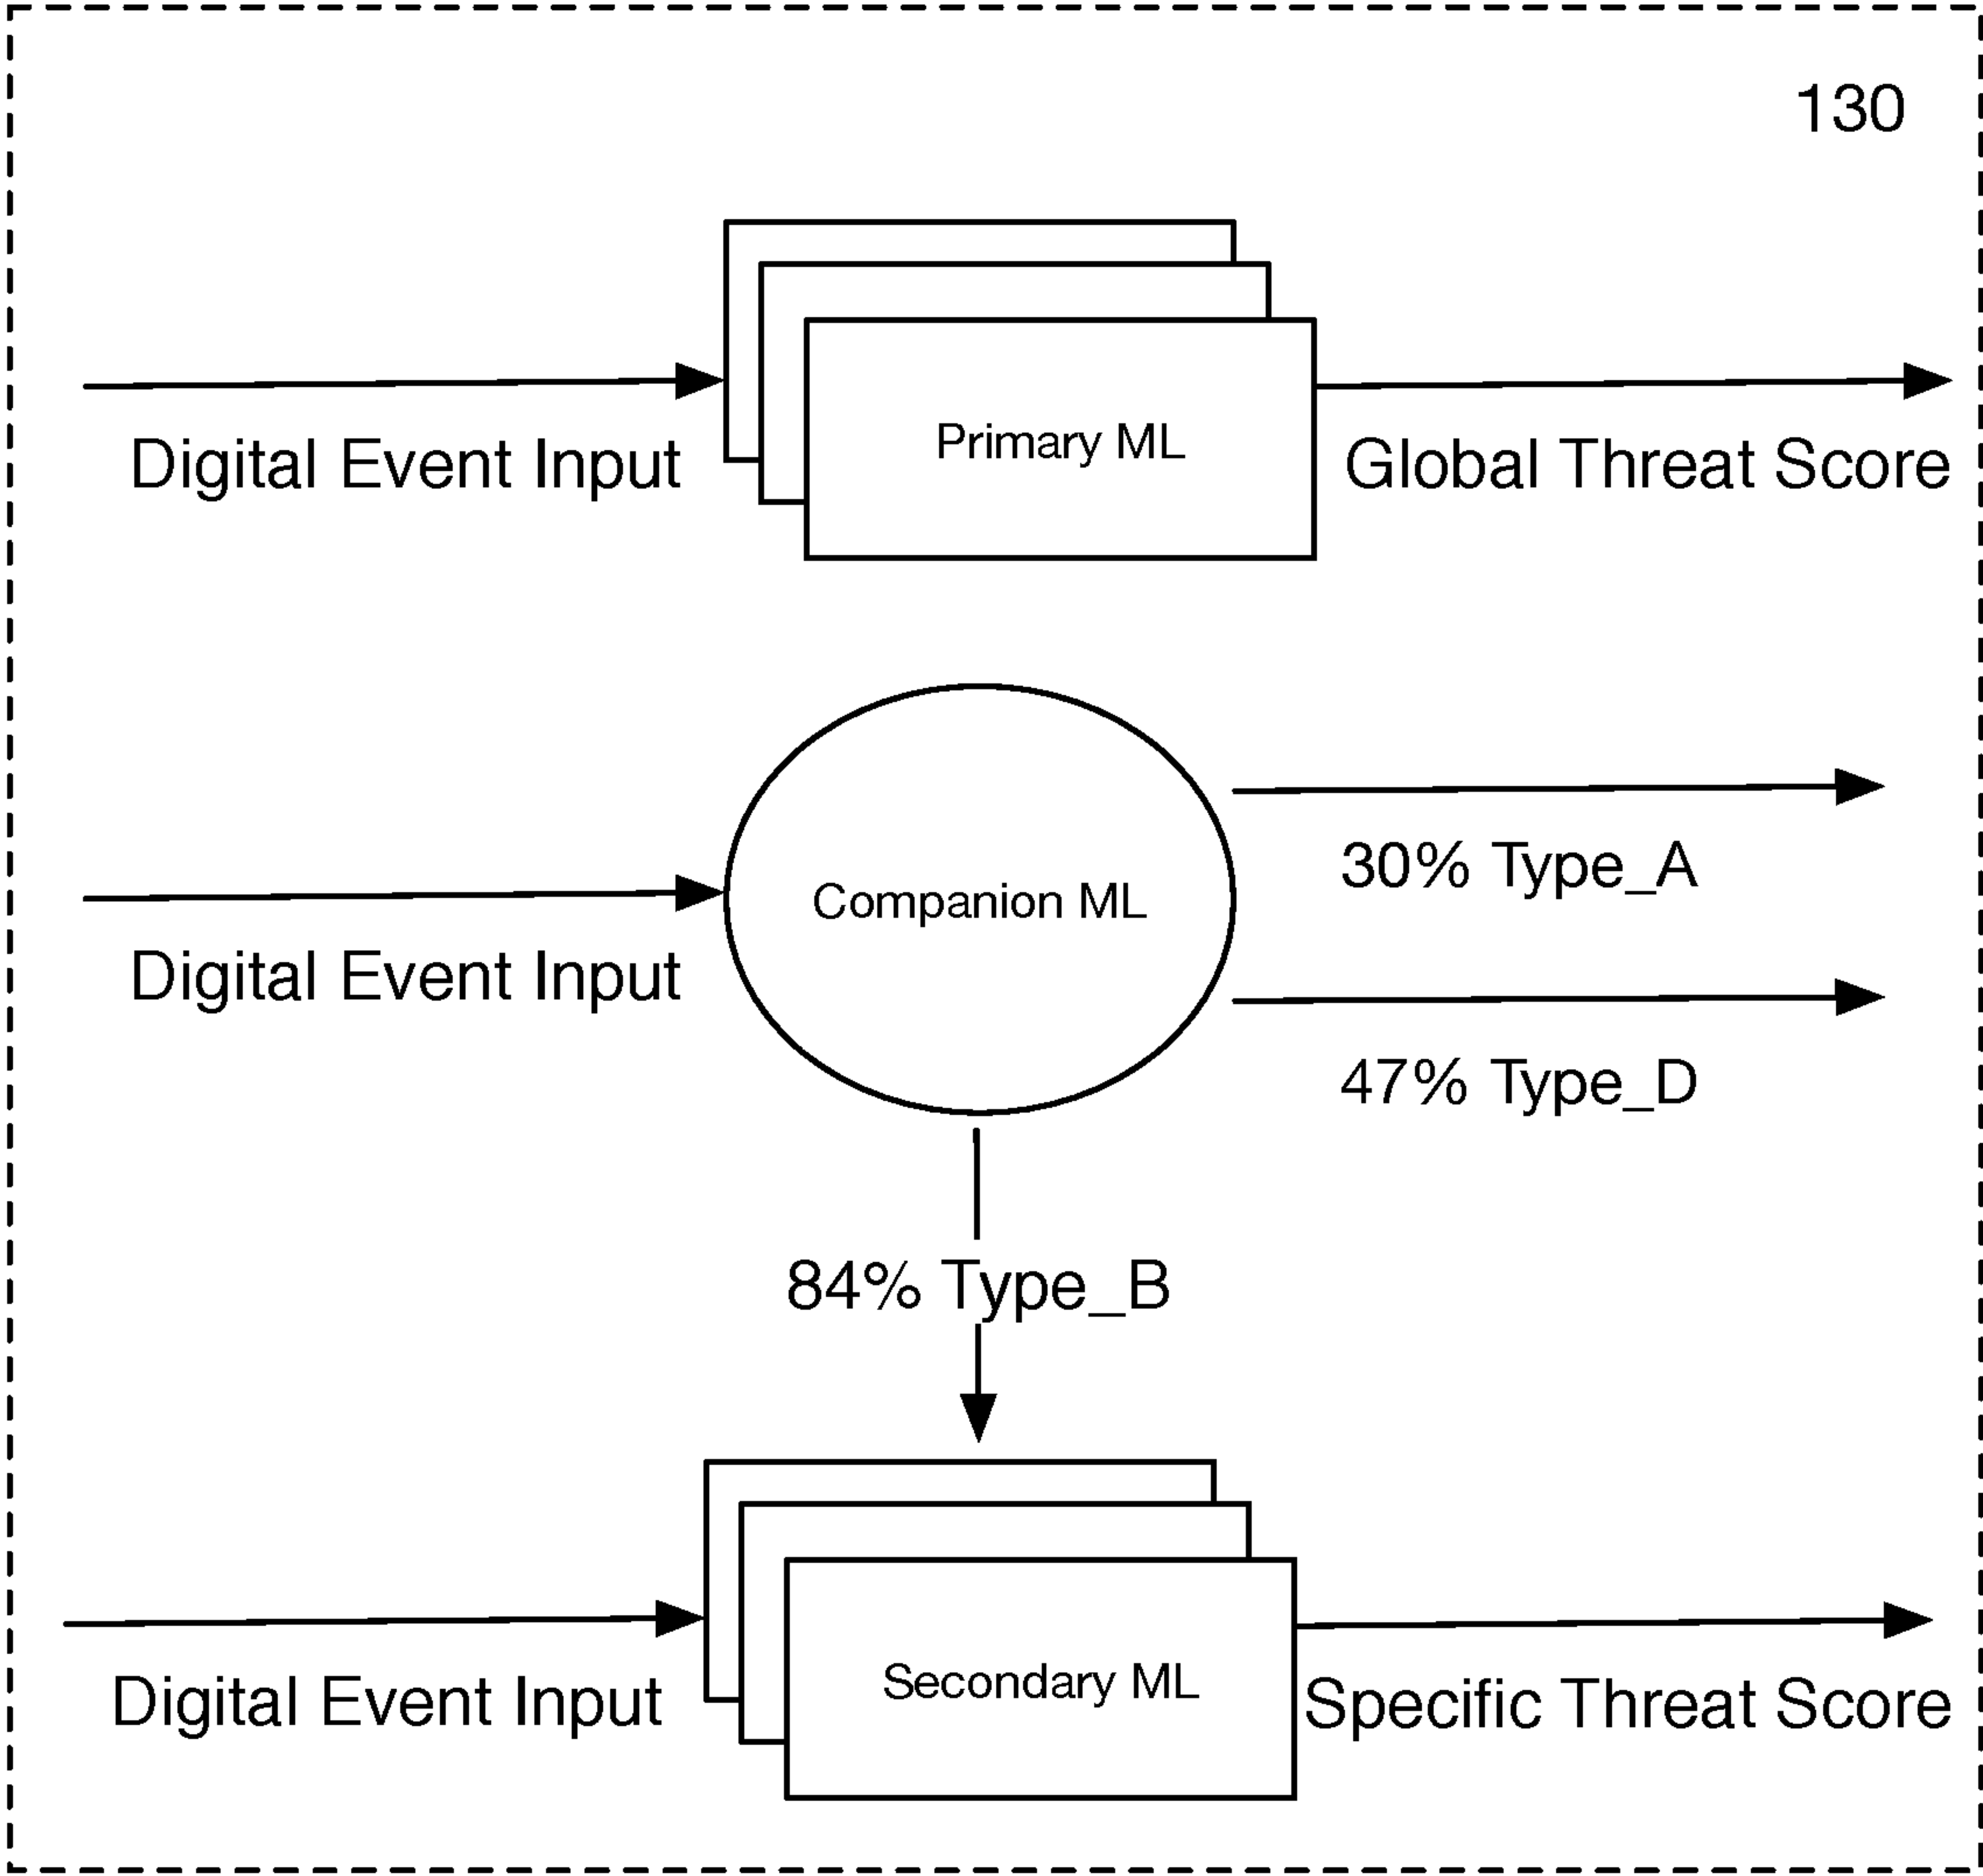 130
Primary ML
Digital Event Input
Global Threat Score
30% Type_A
Companion ML
Digital Event Input
47% Type_D
84% Type_B
Secondary ML
Digital Event Input
Specific Threat Score